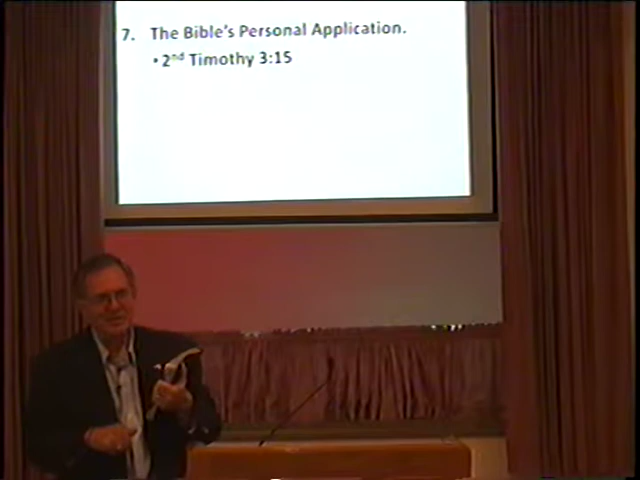 7. The Bible's Personal Application.
• 2nd Timothy 3:15